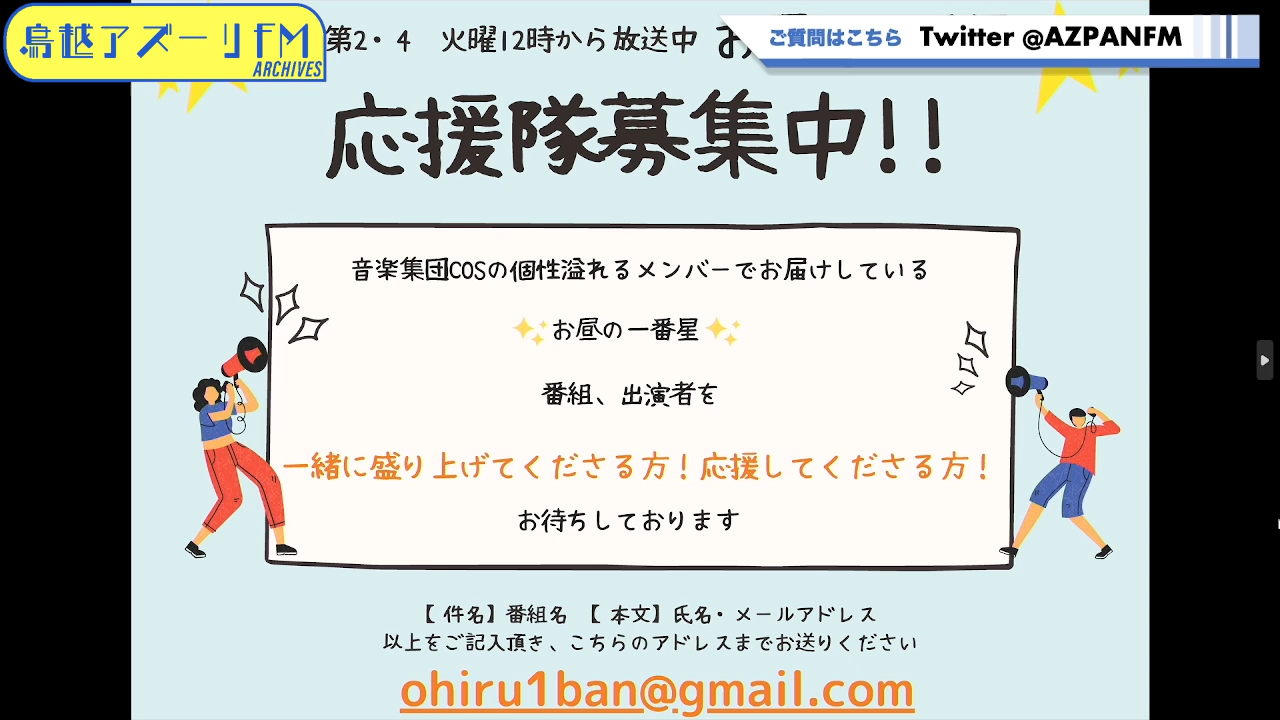 鳥越アズーリFM
ARCHIVES
第2・4 火曜12時から放送中 お
ご質問はこちら Twitter @AZPANFM
応援隊募集中!!
音楽集団COSの個性溢れるメンバーでお届けしている
✨お昼の一番星✨
番組、出演者を
一緒に盛り上げてくださる方!応援してくださる方!
お待ちしております
【 件名】番組名 【 本文】氏名・メールアドレス
以上をご記入頂き、こちらのアドレスまでお送りください
ohiru1ban@gmail.com